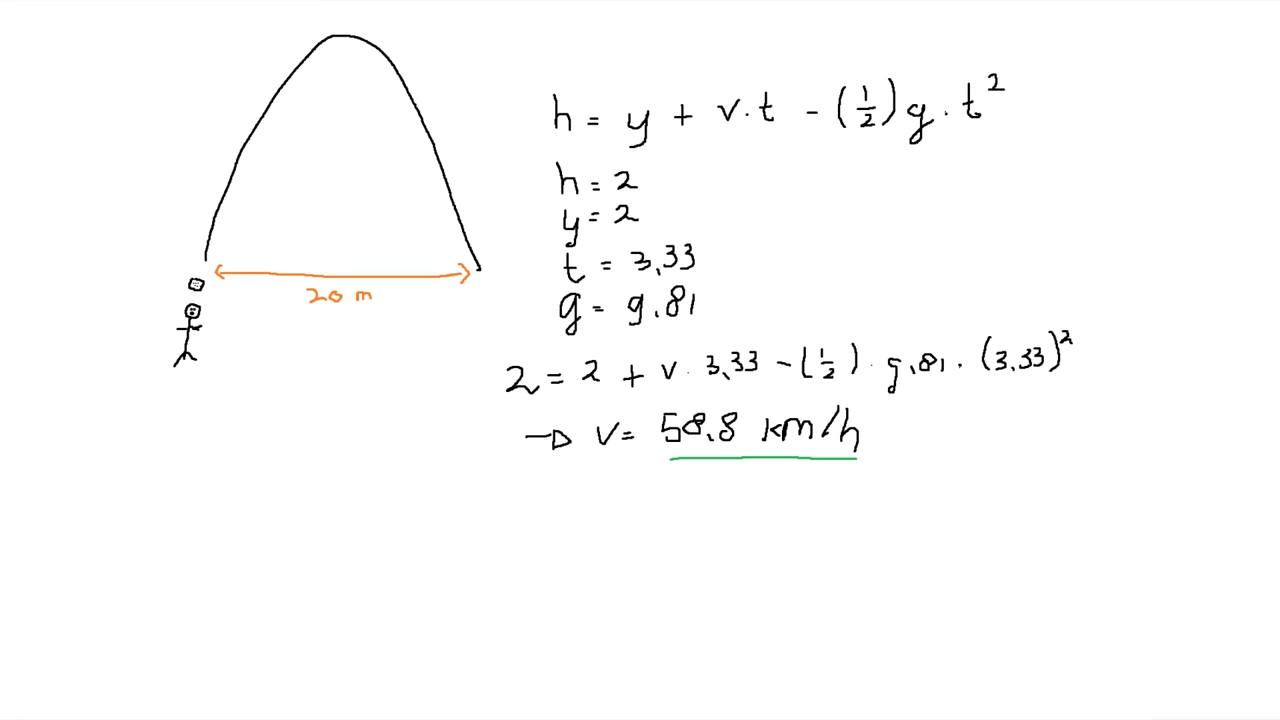 h = y + v·t - (1/2) g · t²
h = 2
y = 2
t = 3,33
g = 9.81
20 m
2 = 2 + v · 3,33 - (1/2) · 9.81 · (3.33)²
→ v = 58.8 km/h